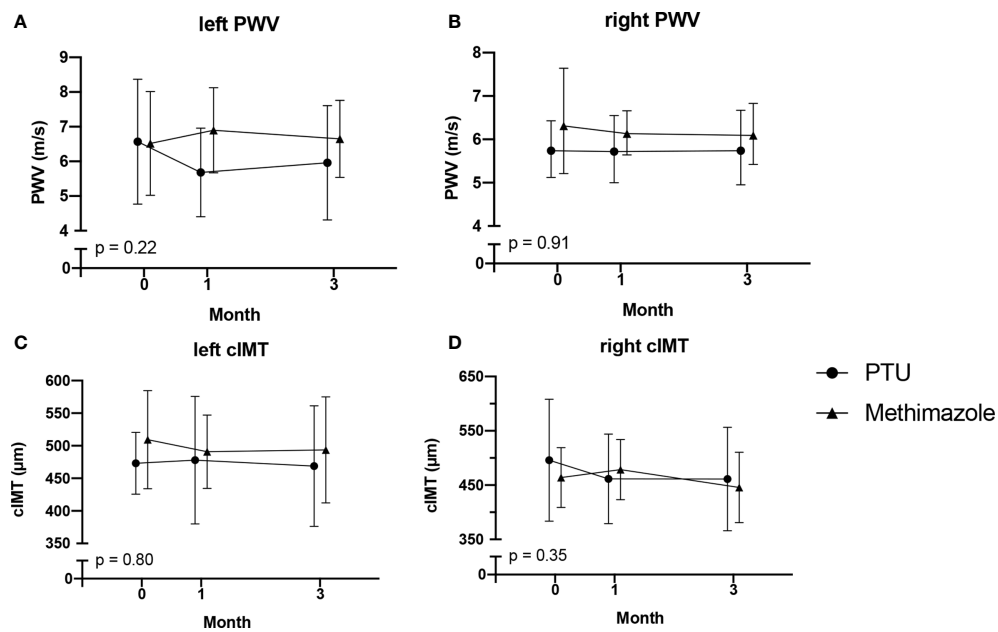 A
left PWV
PWV (m/s)
9
8
7
6
5
4
0
p = 0.22
0
1
3
Month
B
right PWV
PWV (m/s)
8
7
6
5
4
0
p = 0.91
0
1
3
Month
C
left cIMT
cIMT (µm)
600
550
500
450
400
350
0
p = 0.80
0
1
3
Month
D
right cIMT
cIMT (µm)
650
550
450
350
0
p = 0.35
0
1
3
Month
PTU
Methimazole